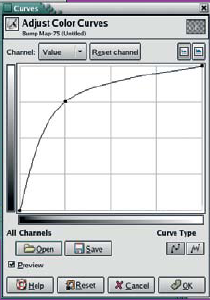 Curves
Adjust Color Curves
Bump Map-75 (Untitled)
Channel: Value Reset channel
All Channels Curve Type
Open Save
Preview
Help Reset Cancel OK